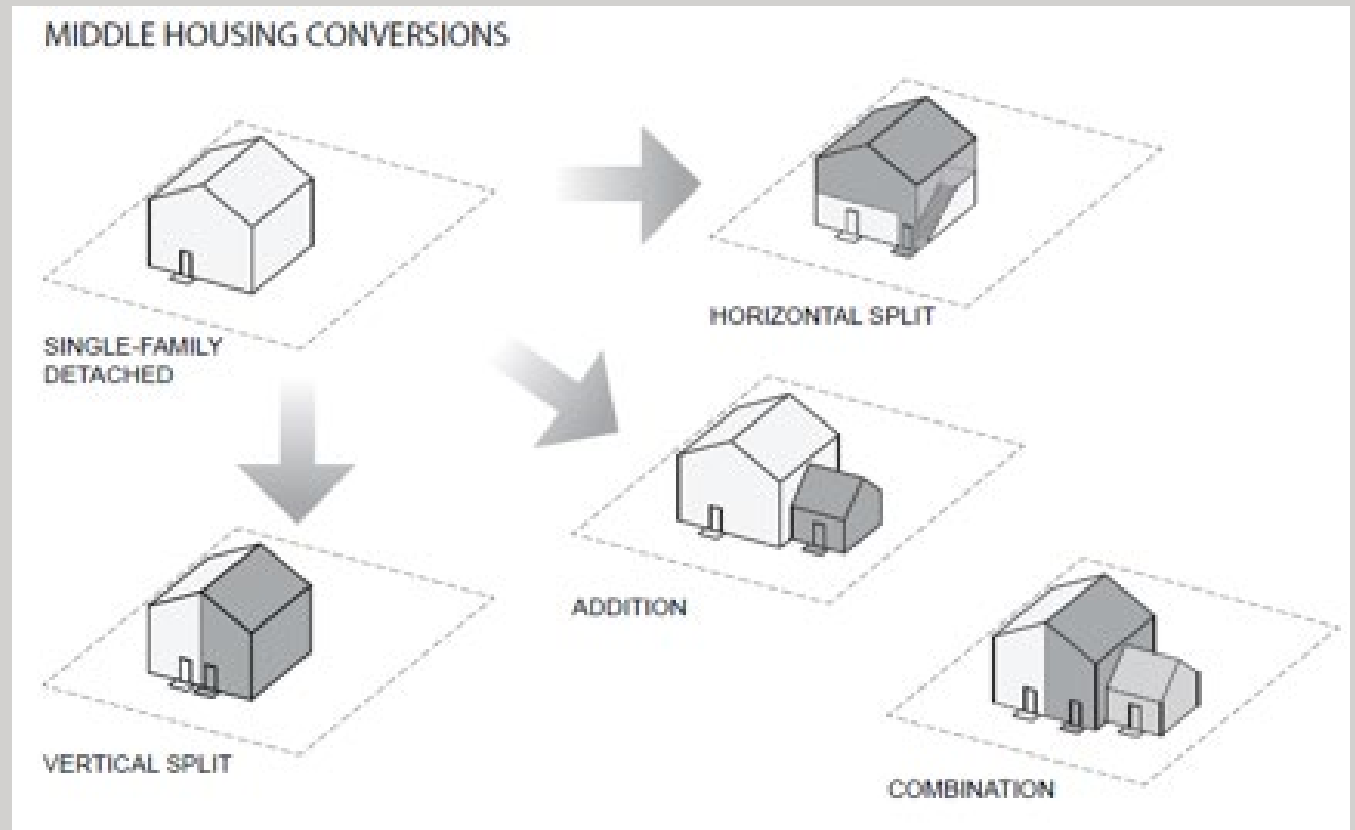 MIDDLE HOUSING CONVERSIONS
SINGLE-FAMILY
DETACHED
HORIZONTAL SPLIT
ADDITION
VERTICAL SPLIT
COMBINATION